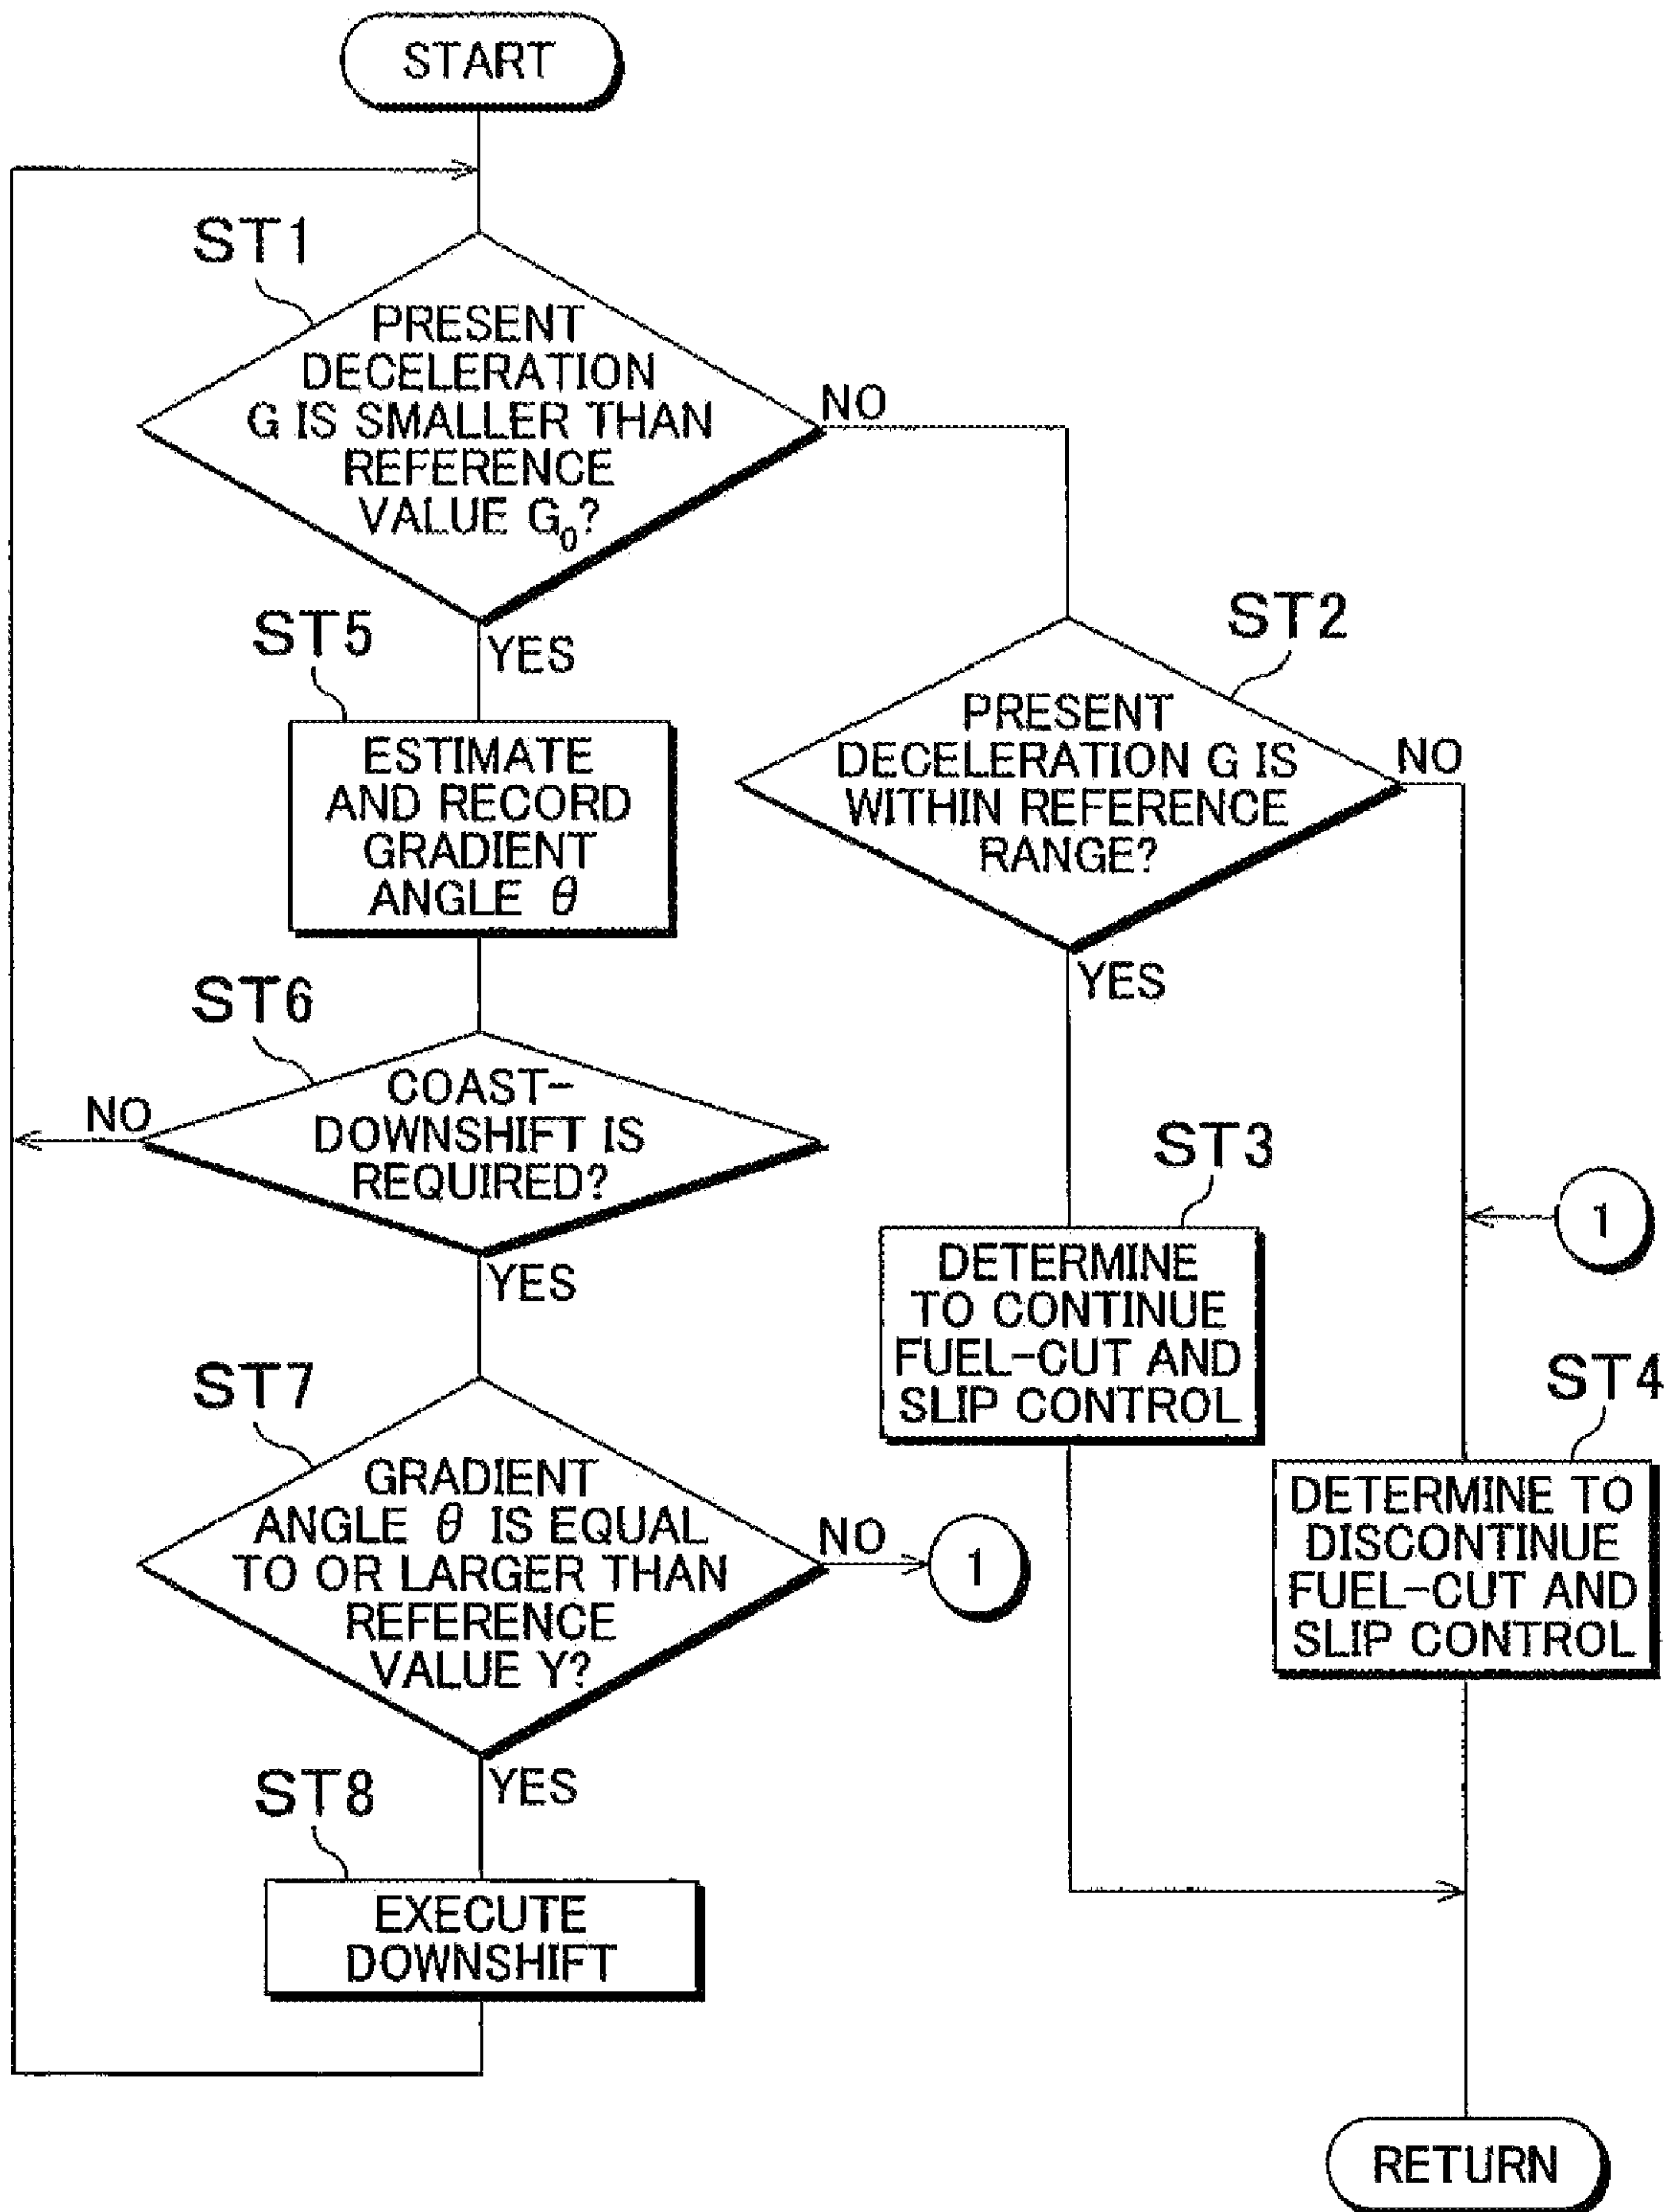 START
ST1
PRESENT
DECELERATION
G IS SMALLER THAN
REFERENCE
VALUE G₀?
NO
YES
ST5
ESTIMATE
AND RECORD
GRADIENT
ANGLE θ
ST2
PRESENT
DECELERATION G IS
WITHIN REFERENCE
RANGE?
NO
YES
ST6
COAST-
DOWNSHIFT IS
REQUIRED?
NO
YES
ST3
DETERMINE
TO CONTINUE
FUEL-CUT AND
SLIP CONTROL
1
ST7
GRADIENT
ANGLE θ IS EQUAL
TO OR LARGER THAN
REFERENCE
VALUE Y?
NO
1
YES
ST4
DETERMINE TO
DISCONTINUE
FUEL-CUT AND
SLIP CONTROL
ST8
EXECUTE
DOWNSHIFT
RETURN